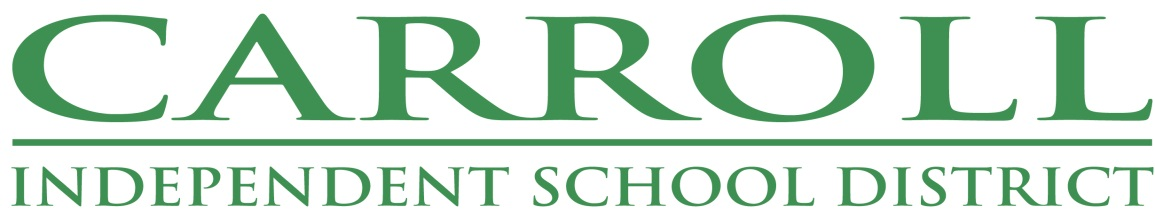 CARROLL
INDEPENDENT SCHOOL DISTRICT